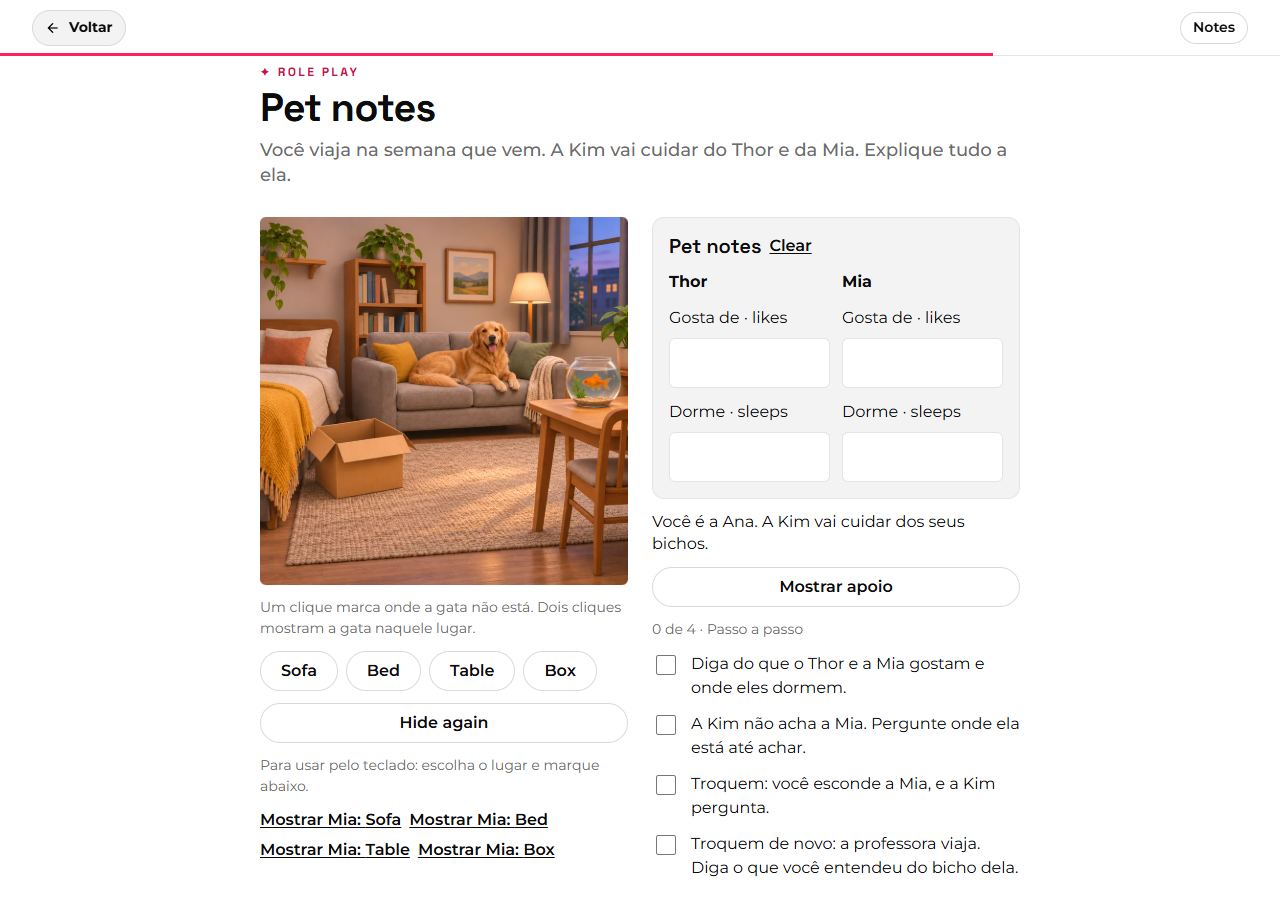 ← Voltar
Notes
✦ ROLE PLAY
Pet notes
Você viaja na semana que vem. A Kim vai cuidar do Thor e da Mia. Explique tudo a
ela.
Um clique marca onde a gata não está. Dois cliques
mostram a gata naquele lugar.
Sofa
Bed
Table
Box
Hide again
Para usar pelo teclado: escolha o lugar e marque
abaixo.
Mostrar Mia: Sofa Mostrar Mia: Bed
Mostrar Mia: Table Mostrar Mia: Box
Pet notes Clear
Thor
Mia
Gosta de · likes
Gosta de · likes
Dorme · sleeps
Dorme · sleeps
Você é a Ana. A Kim vai cuidar dos seus
bichos.
Mostrar apoio
0 de 4 · Passo a passo
Diga do que o Thor e a Mia gostam e
onde eles dormem.
A Kim não acha a Mia. Pergunte onde ela
está até achar.
Troquem: você esconde a Mia, e a Kim
pergunta.
Troquem de novo: a professora viaja.
Diga o que você entendeu do bicho dela.